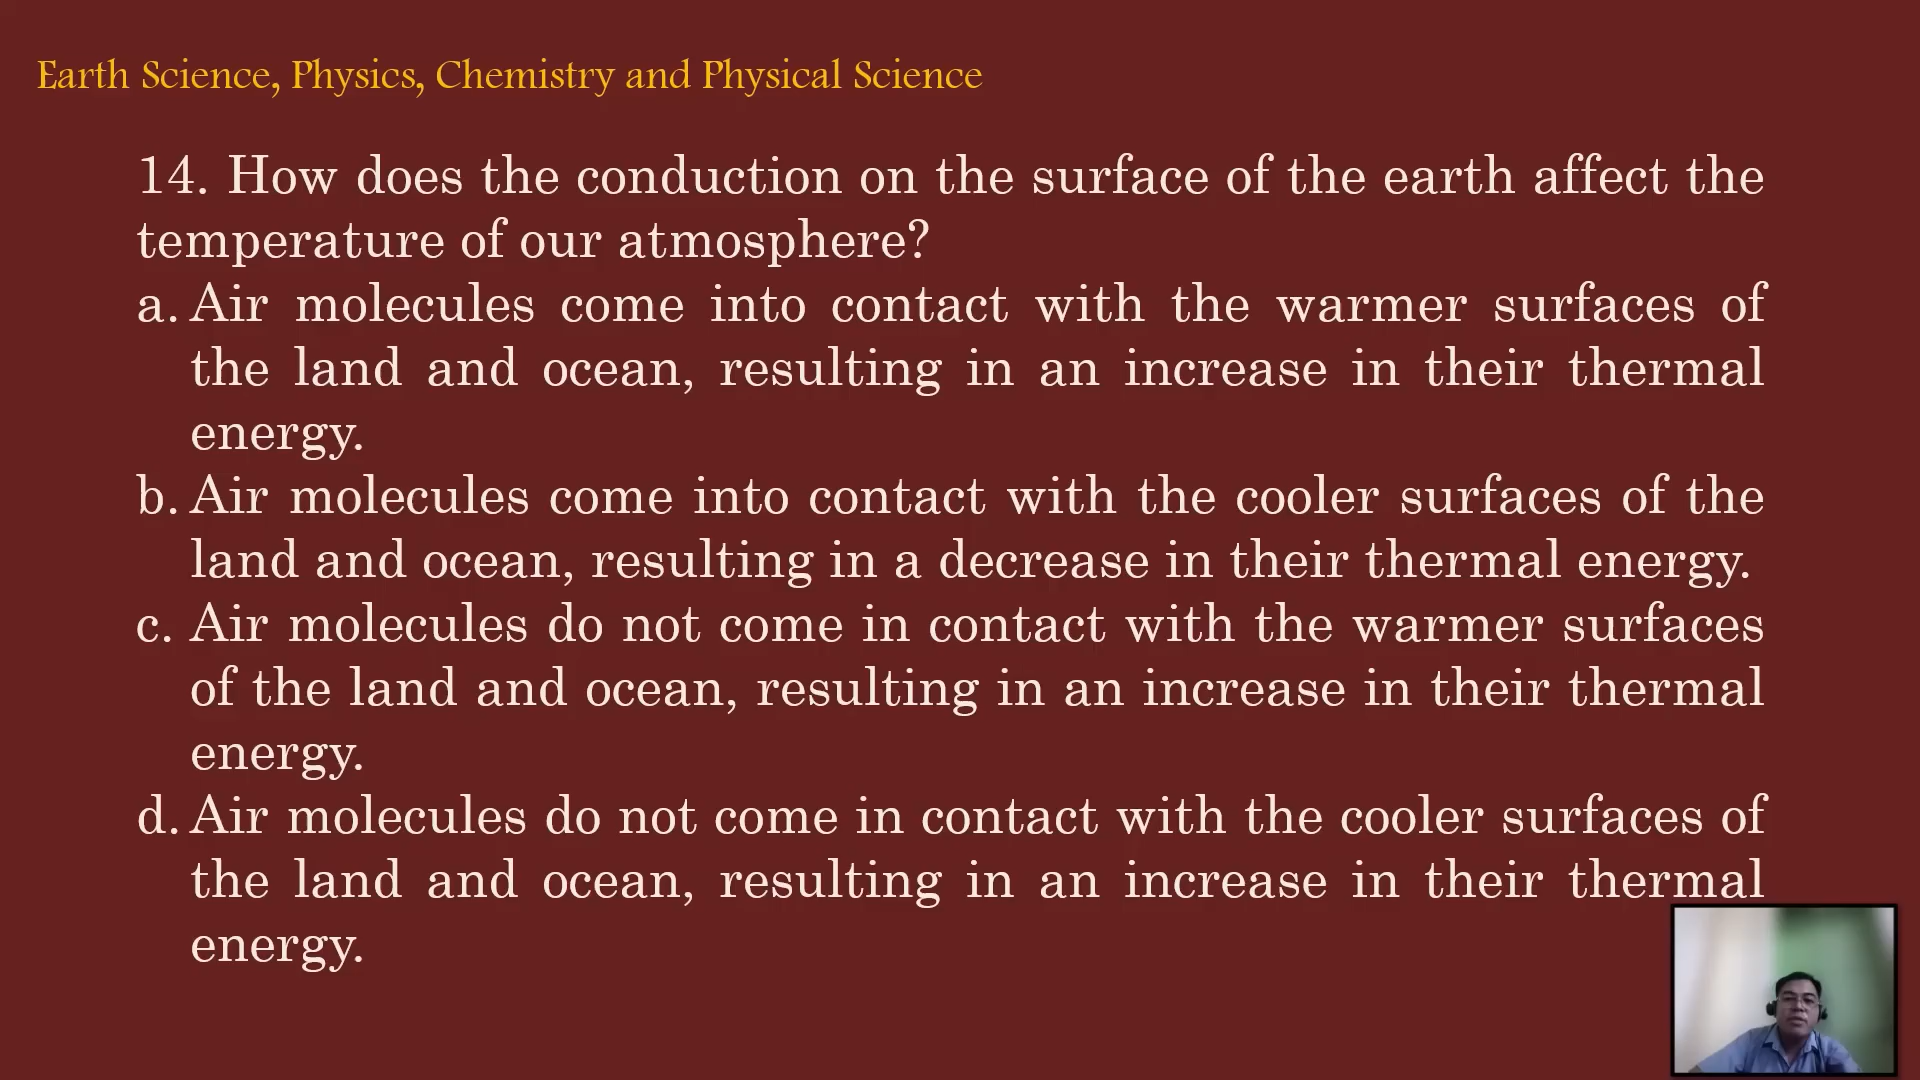 Earth Science, Physics, Chemistry and Physical Science
14. How does the conduction on the surface of the earth affect the
temperature of our atmosphere?
a. Air molecules come into contact with the warmer surfaces of
the land and ocean, resulting in an increase in their thermal
energy.
b. Air molecules come into contact with the cooler surfaces of the
land and ocean, resulting in a decrease in their thermal energy.
c. Air molecules do not come in contact with the warmer surfaces
of the land and ocean, resulting in an increase in their thermal
energy.
d. Air molecules do not come in contact with the cooler surfaces of
the land and ocean, resulting in an increase in their thermal
energy.